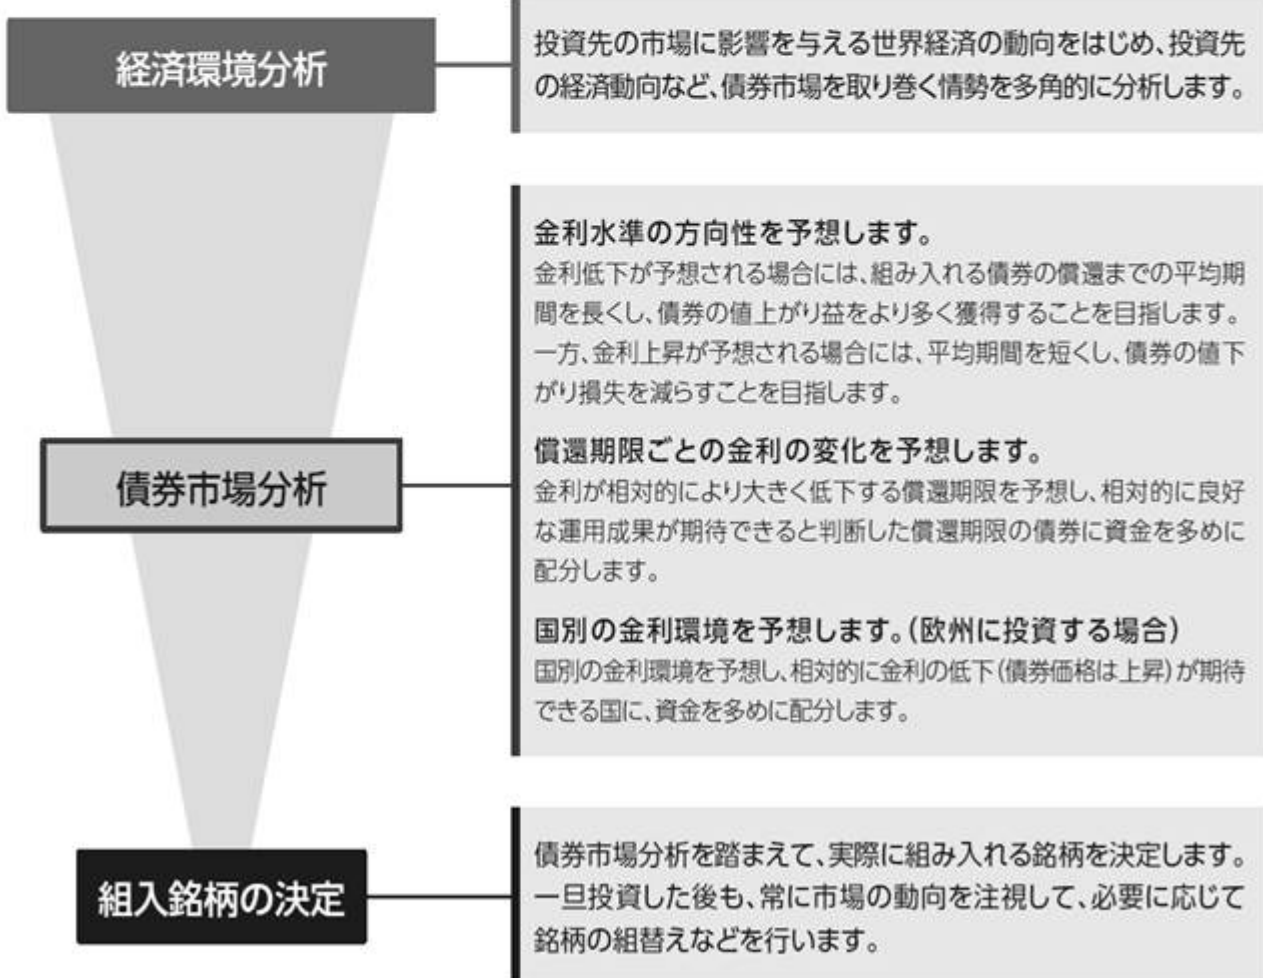 経済環境分析
投資先の市場に影響を与える世界経済の動向をはじめ、投資先
の経済動向など、債券市場を取り巻く情勢を多角的に分析します。
債券市場分析
金利水準の方向性を予想します。
金利低下が予想される場合には、組み入れる債券の償還までの平均期
間を長くし、債券の値上がり益をより多く獲得することを目指します。
一方、金利上昇が予想される場合には、平均期間を短くし、債券の値下
がり損失を減らすことを目指します。
償還期限ごとの金利の変化を予想します。
金利が相対的により大きく低下する償還期限を予想し、相対的に良好
な運用成果が期待できると判断した償還期限の債券に資金を多めに
配分します。
国別の金利環境を予想します。(欧州に投資する場合)
国別の金利環境を予想し、相対的に金利の低下(債券価格は上昇)が期待
できる国に、資金を多めに配分します。
組入銘柄の決定
債券市場分析を踏まえて、実際に組み入れる銘柄を決定します。
一旦投資した後も、常に市場の動向を注視して、必要に応じて
銘柄の組替えなどを行います。